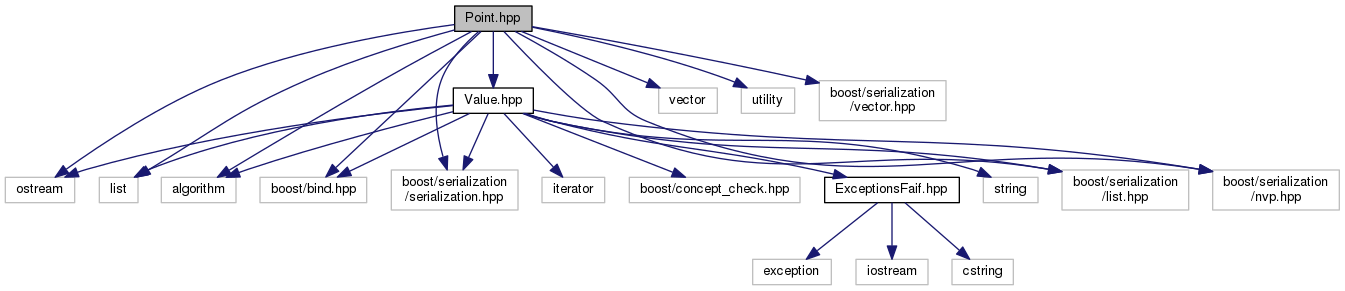 Point.hpp
Value.hpp
vector
utility
boost/serialization
/vector.hpp
ostream
list
algorithm
boost/bind.hpp
boost/serialization
/serialization.hpp
iterator
boost/concept_check.hpp
ExceptionsFaif.hpp
string
boost/serialization
/list.hpp
boost/serialization
/nvp.hpp
exception
iostream
cstring